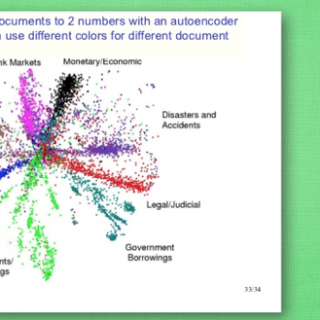 ocuments to 2 numbers with an autoencoder
use different colors for different document
nk Markets
Monetary/Economic
Disasters and
Accidents
Legal/Judicial
Government
Borrowings
nts/
gs
33/34